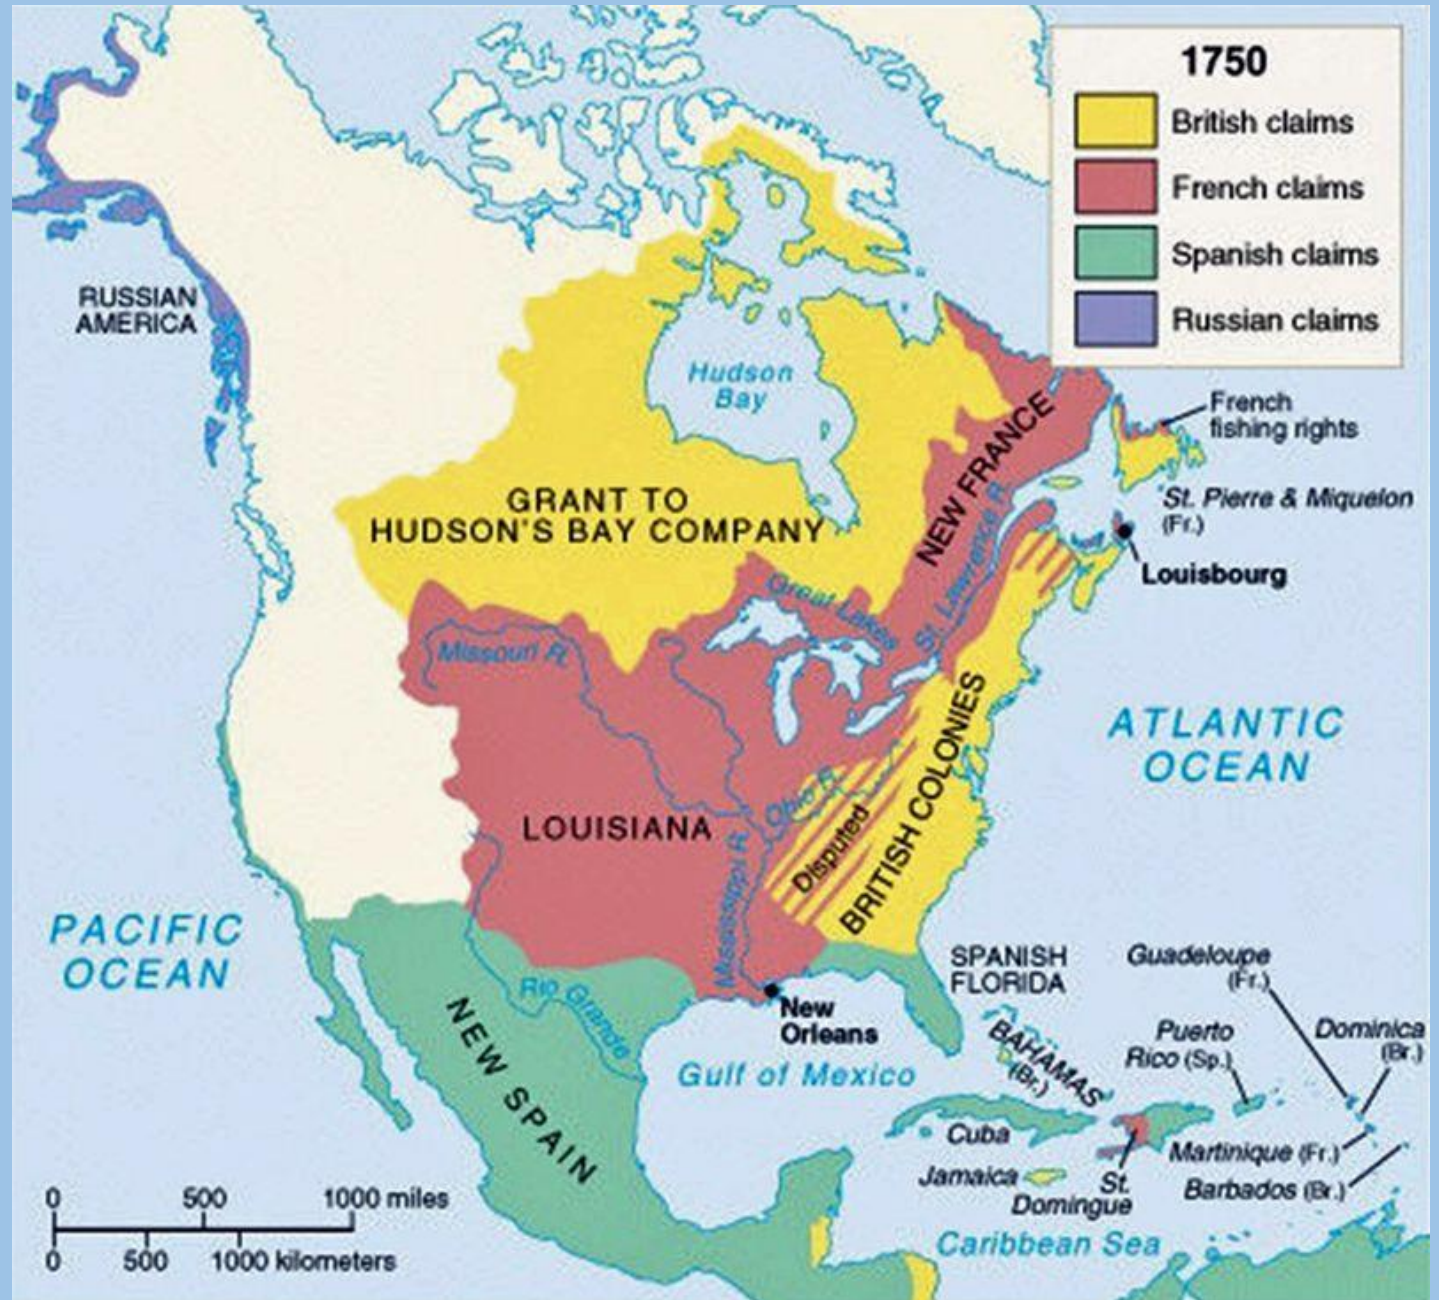 1750
British claims
French claims
Spanish claims
Russian claims
RUSSIAN
AMERICA
Hudson
Bay
French
fishing rights
NEW FRANCE
GRANT TO
HUDSON'S BAY COMPANY
St. Pierre & Miquelon
(Fr.)
Louisbourg
St. Lawrence R.
Great Lakes
Missouri R.
ATLANTIC
OCEAN
BRITISH COLONIES
Ohio R.
Disputed
LOUISIANA
Mississippi R.
PACIFIC
OCEAN
SPANISH
FLORIDA
Guadeloupe
(Fr.)
Rio Grande
New
Orleans
NEW SPAIN
Gulf of Mexico
BAHAMAS
(Br.)
Puerto
Rico (Sp.)
Dominica
(Br.)
Cuba
Martinique (Fr.)
Jamaica
St.
Domingue
Barbados (Br.)
Caribbean Sea
0 500 1000 miles
0 500 1000 kilometers